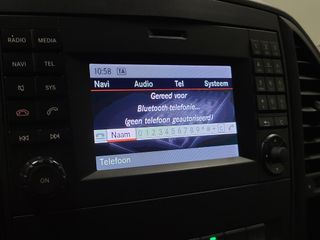 RADIO MEDIA
10:58 TA
NAVI TEL
Navi Audio Tel Systeem
SYS
Gereed voor
Bluetooth telefonie...
(geen telefoon geautoriseerd)
Naam 0123456789*#+
Telefoon
ON